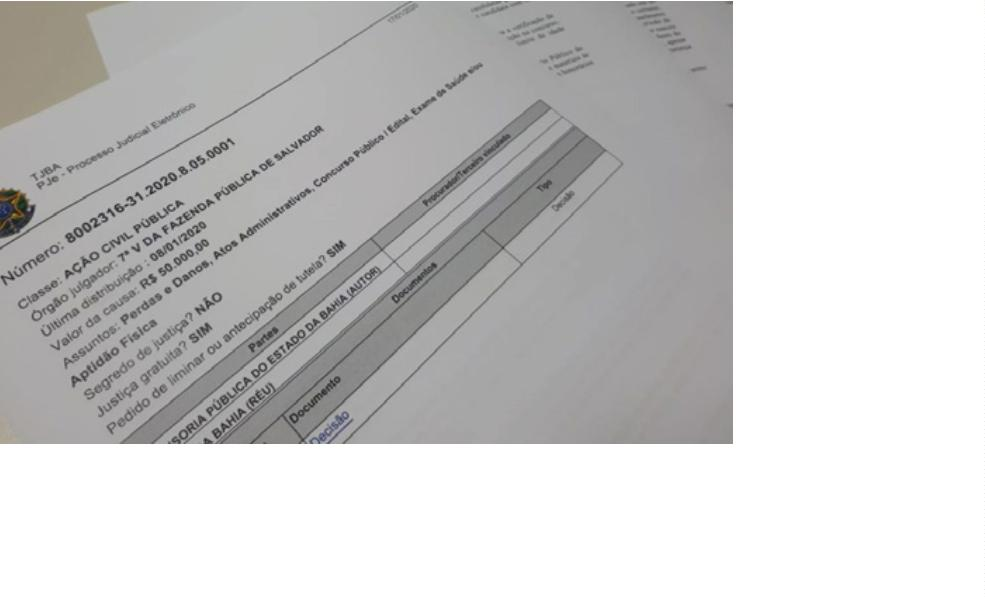 17/01/2020
TJBA
PJe - Processo Judicial Eletrônico
Número: 8002316-31.2020.8.05.0001
Classe: AÇÃO CIVIL PÚBLICA
Órgão julgador: 7ª V DA FAZENDA PÚBLICA DE SALVADOR
Última distribuição : 08/01/2020
Valor da causa: R$ 50.000,00
Assuntos: Perdas e Danos, Atos Administrativos, Concurso Público / Edital, Exame de Saúde e/ou
Aptidão Física
Segredo de justiça? NÃO
Justiça gratuita? SIM
Pedido de liminar ou antecipação de tutela? SIM
Partes Procurador/Terceiro vinculado
SORIA PÚBLICA DO ESTADO DA BAHIA (AUTOR)
A BAHIA (RÉU)
Documentos
Documento Tipo
Decisão Decisão